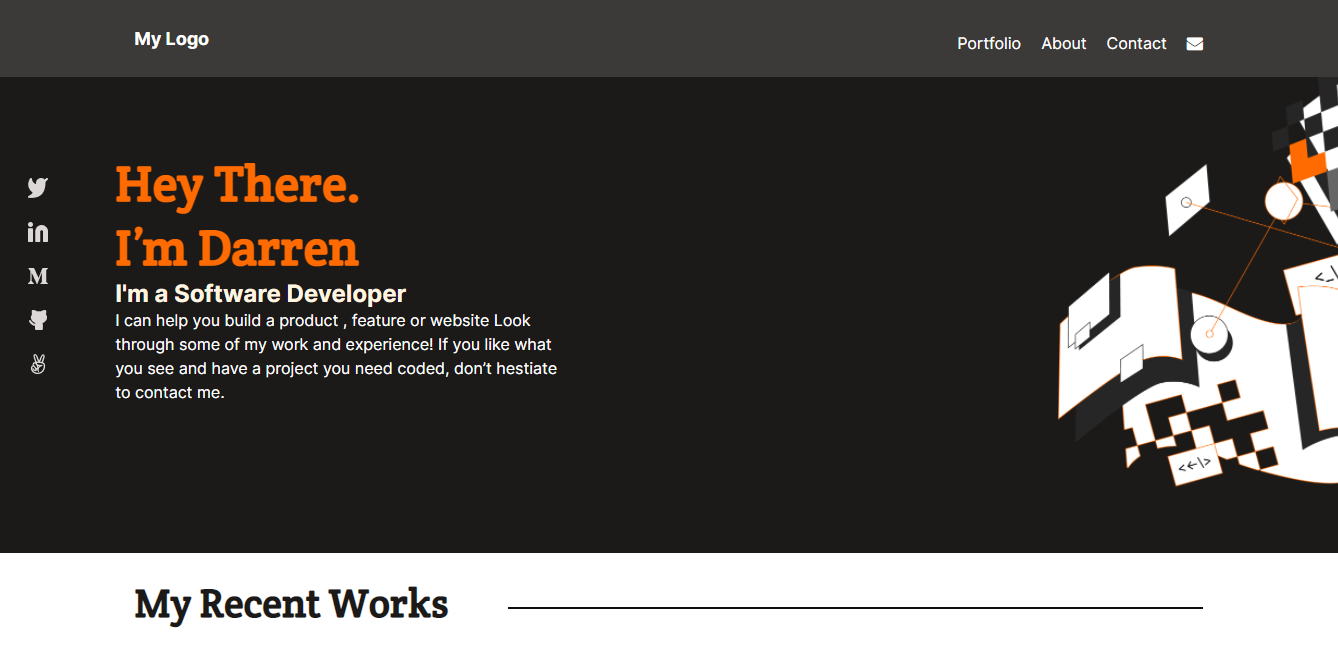 My Logo
Portfolio About Contact
Hey There.
I’m Darren
I'm a Software Developer
I can help you build a product , feature or website Look
through some of my work and experience! If you like what
you see and have a project you need coded, don’t hestiate
to contact me.
<←\>
My Recent Works